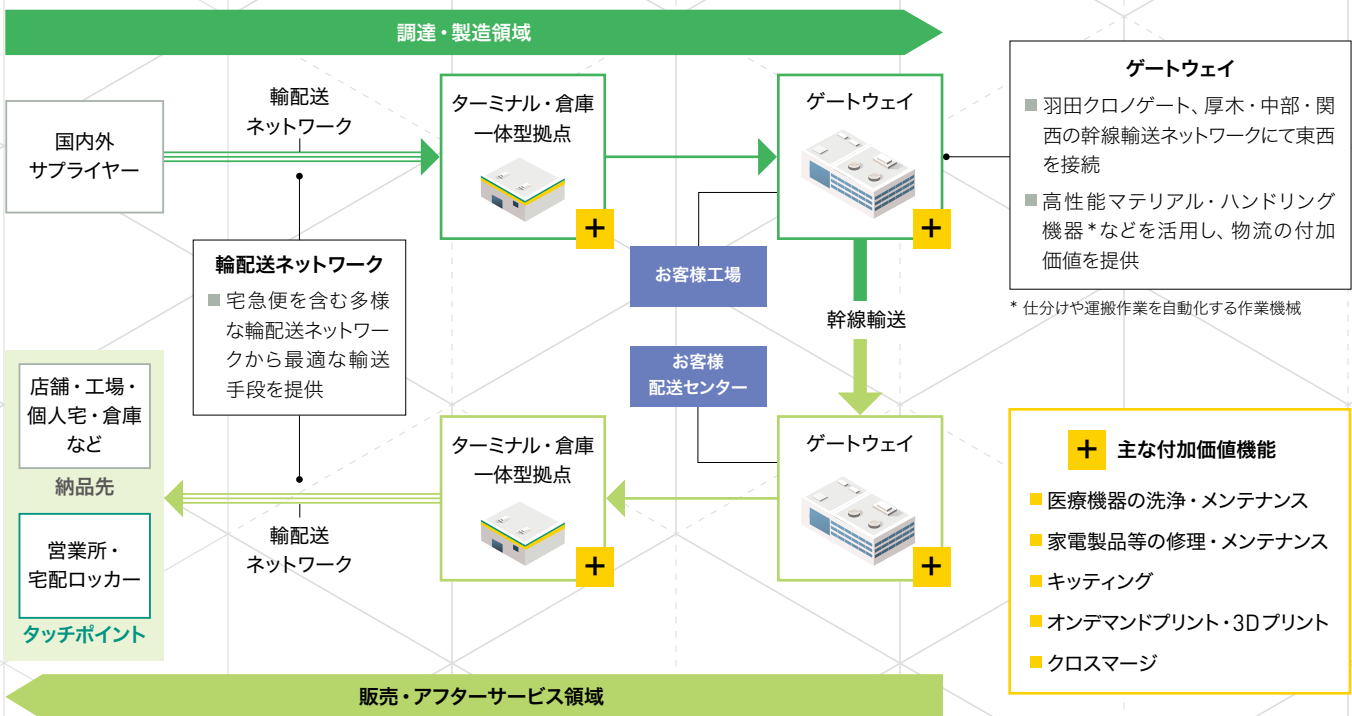 調達・製造領域
国内外
サプライヤー
輪配送
ネットワーク
ターミナル・倉庫
一体型拠点
+
ゲートウェイ
+
ゲートウェイ
羽田クロノゲート、厚木・中部・関
西の幹線輸送ネットワークにて東西
を接続
高性能マテリアル・ハンドリング
機器*などを活用し、物流の付加
価値を提供
* 仕分けや運搬作業を自動化する作業機械
輪配送ネットワーク
宅急便を含む多様
な輪配送ネットワー
クから最適な輸送
手段を提供
お客様工場
幹線輸送
お客様
配送センター
店舗・工場・
個人宅・倉庫
など
納品先
営業所・
宅配ロッカー
タッチポイント
輪配送
ネットワーク
ターミナル・倉庫
一体型拠点
+
ゲートウェイ
+
+ 主な付加価値機能
医療機器の洗浄・メンテナンス
家電製品等の修理・メンテナンス
キッティング
オンデマンドプリント・3Dプリント
クロスマージ
販売・アフターサービス領域